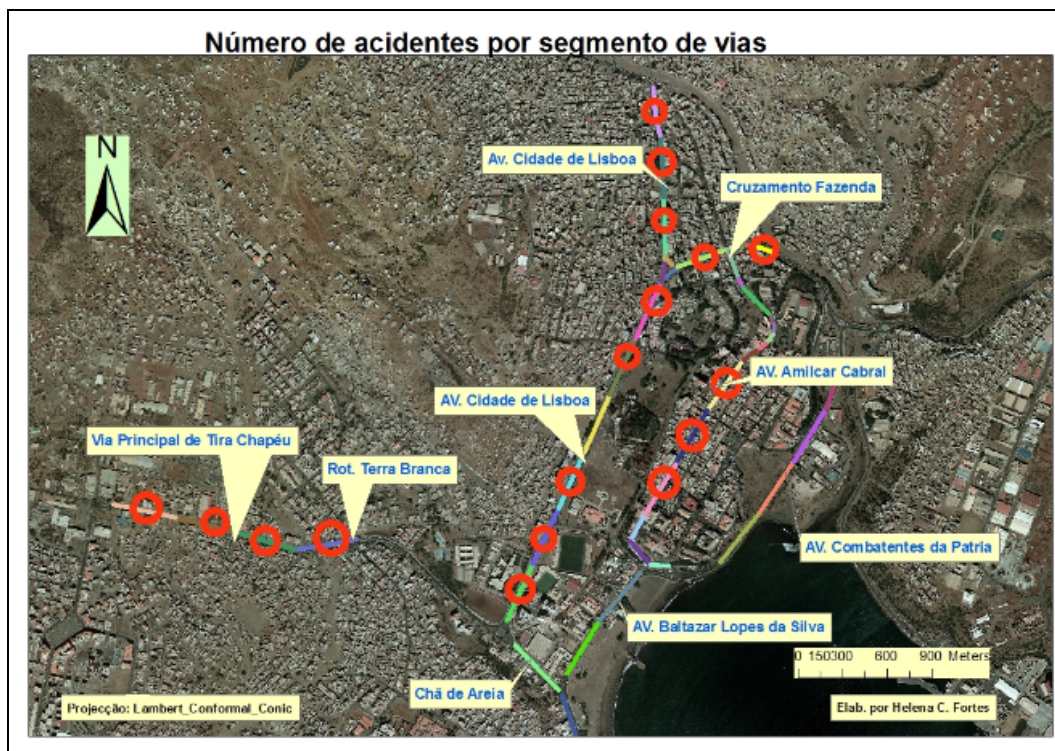 Número de acidentes por segmento de vias
N
Av. Cidade de Lisboa
Cruzamento Fazenda
AV. Amilcar Cabral
AV. Cidade de Lisboa
Via Principal de Tira Chapéu
Rot. Terra Branca
AV. Combatentes da Patria
AV. Baltazar Lopes da Silva
0 150300 600 900 Meters
Chã de Areia
Projecção: Lambert_Conformal_Conic
Elab. por Helena C. Fortes